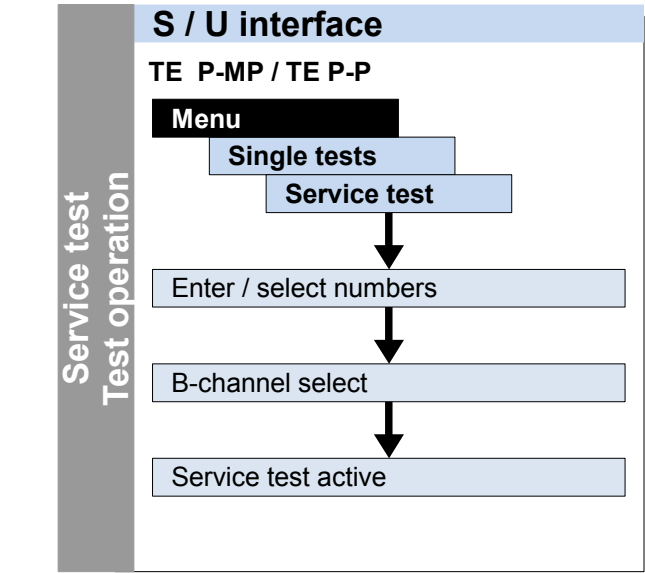 Service test
Test operation
S / U interface
TE P-MP / TE P-P
Menu
Single tests
Service test
Enter / select numbers
B-channel select
Service test active